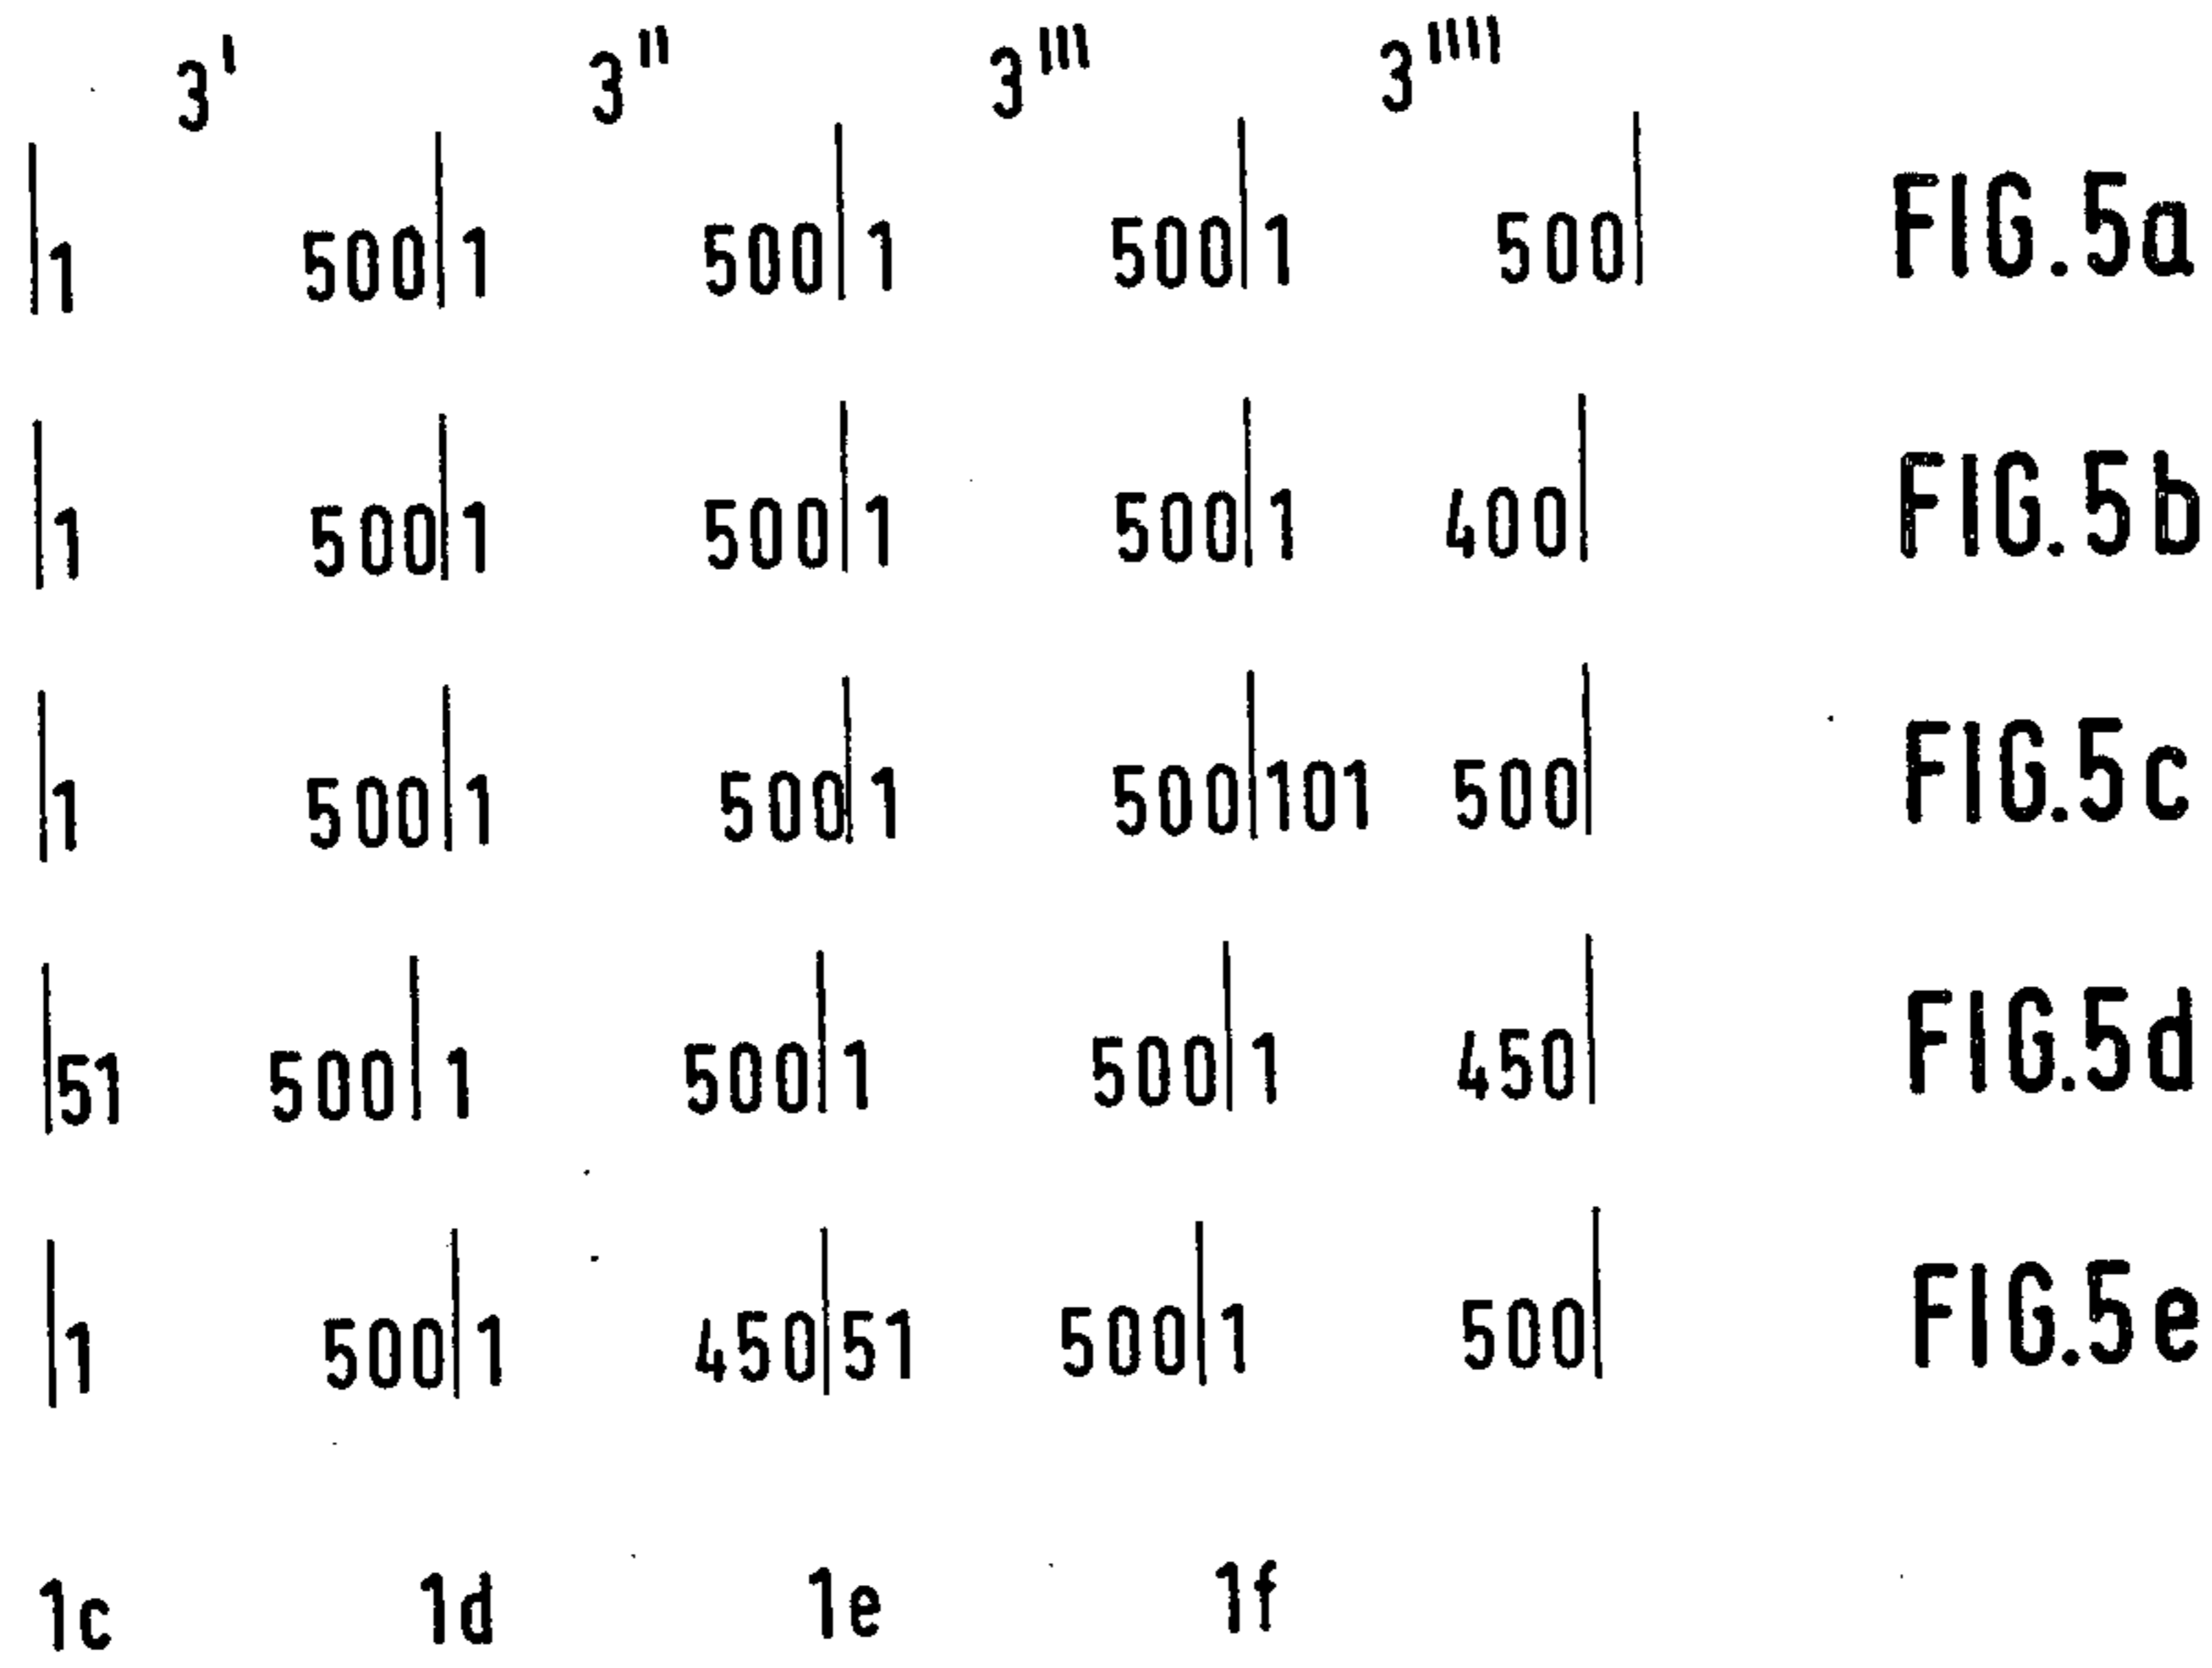 3' 3'' 3''' 3''''
1 500 1 500 1 500 1 500 FIG.5a
1 500 1 500 1 500 1 400 FIG.5b
1 500 1 500 1 500 101 500 FIG.5c
51 500 1 500 1 500 1 450 FIG.5d
1 500 1 450 51 500 1 500 FIG.5e
1c 1d 1e 1f